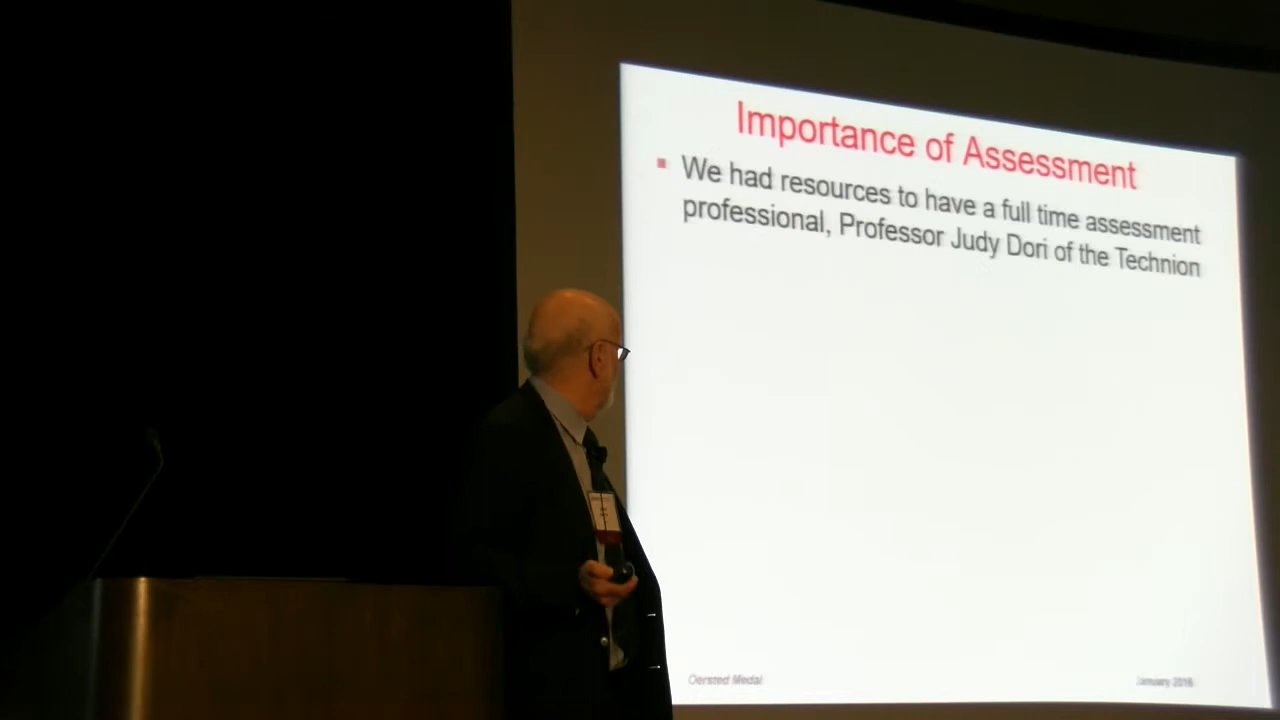 Importance of Assessment
We had resources to have a full time assessment
professional, Professor Judy Dori of the Technion
Oersted Medal
January 2016